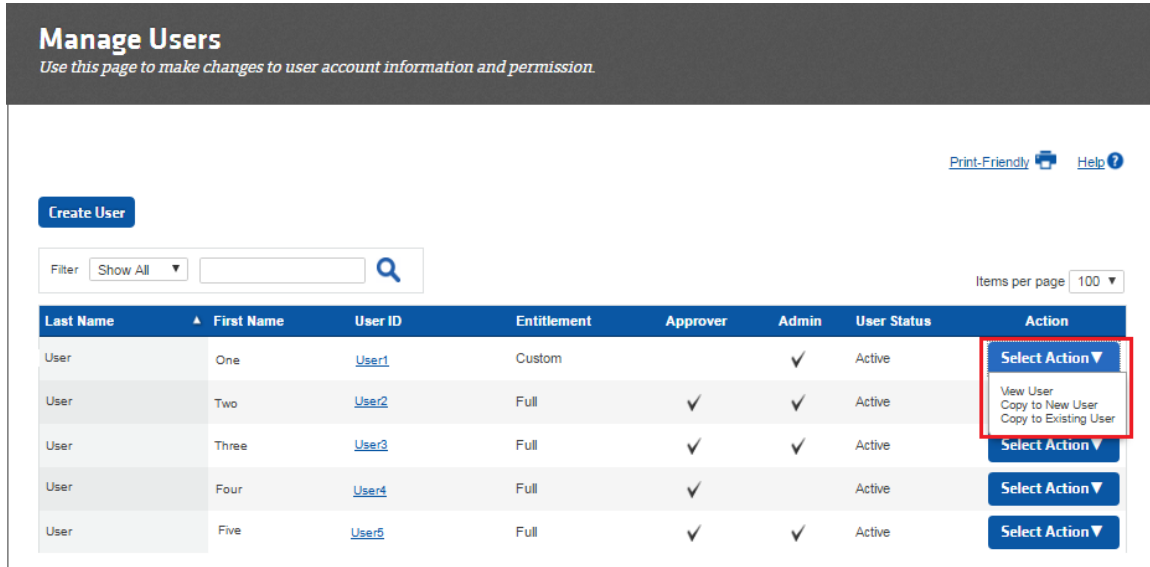 Manage Users
Use this page to make changes to user account information and permission.
Print-Friendly Help ?
Create User
Filter Show All ▼
Items per page 100 ▼
Last Name ▲ First Name User ID Entitlement Approver Admin User Status Action
User One User1 Custom ✓ Active Select Action▼
View User
Copy to New User
Copy to Existing User
User Two User2 Full ✓ ✓ Active
User Three User3 Full ✓ ✓ Active Select Action▼
User Four User4 Full ✓ Active Select Action▼
User Five User5 Full ✓ ✓ Active Select Action▼